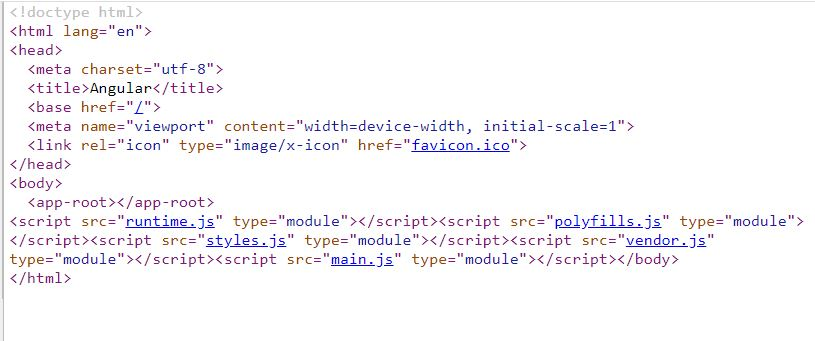 <!doctype html>
<html lang="en">
<head>
  <meta charset="utf-8">
  <title>Angular</title>
  <base href="/">
  <meta name="viewport" content="width=device-width, initial-scale=1">
  <link rel="icon" type="image/x-icon" href="favicon.ico">
</head>
<body>
  <app-root></app-root>
<script src="runtime.js" type="module"></script><script src="polyfills.js" type="module">
</script><script src="styles.js" type="module"></script><script src="vendor.js"
type="module"></script><script src="main.js" type="module"></script></body>
</html>